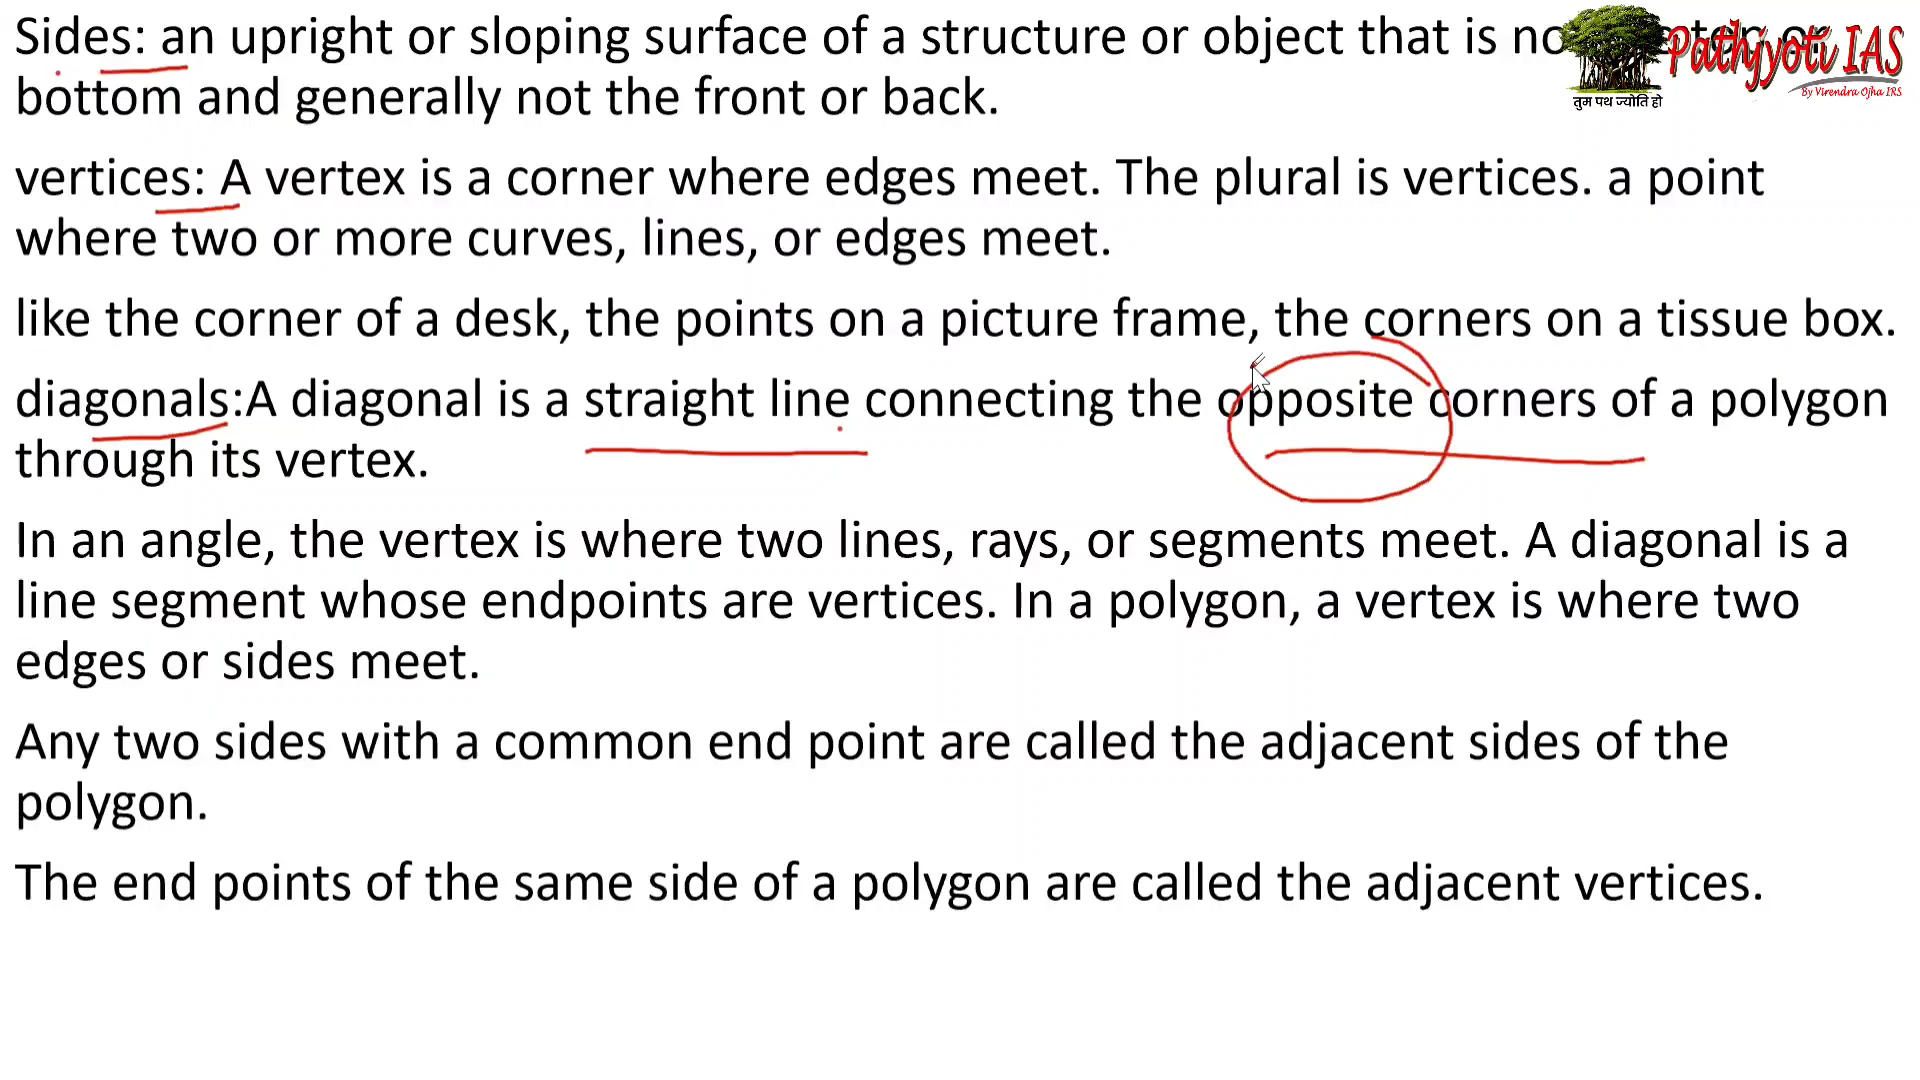 Sides: an upright or sloping surface of a structure or object that is
bottom and generally not the front or back.
vertices: A vertex is a corner where edges meet. The plural is vertices. a point
where two or more curves, lines, or edges meet.
like the corner of a desk, the points on a picture frame, the corners on a tissue box.
diagonals:A diagonal is a straight line connecting the opposite corners of a polygon
through its vertex.
In an angle, the vertex is where two lines, rays, or segments meet. A diagonal is a
line segment whose endpoints are vertices. In a polygon, a vertex is where two
edges or sides meet.
Any two sides with a common end point are called the adjacent sides of the
polygon.
The end points of the same side of a polygon are called the adjacent vertices.
Pathjyoti IAS
By Virendra Ojha IRS
तुम पथ ज्योति हो